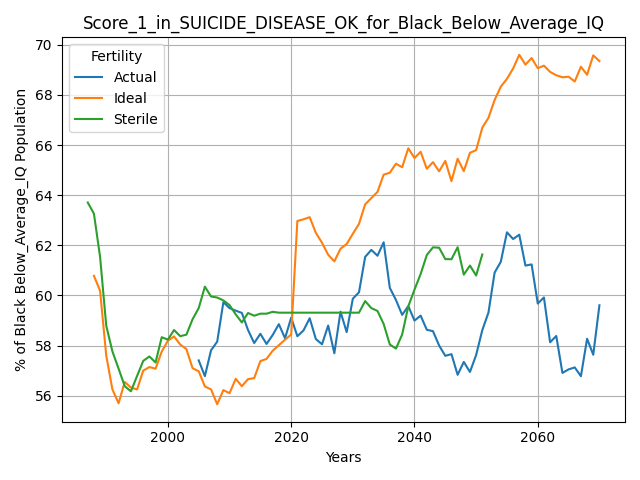 Score_1_in_SUICIDE_DISEASE_OK_for_Black_Below_Average_IQ
% of Black Below_Average_IQ Population
70
68
66
64
62
60
58
56
Fertility
Actual
Ideal
Sterile
2000
2020
2040
2060
Years